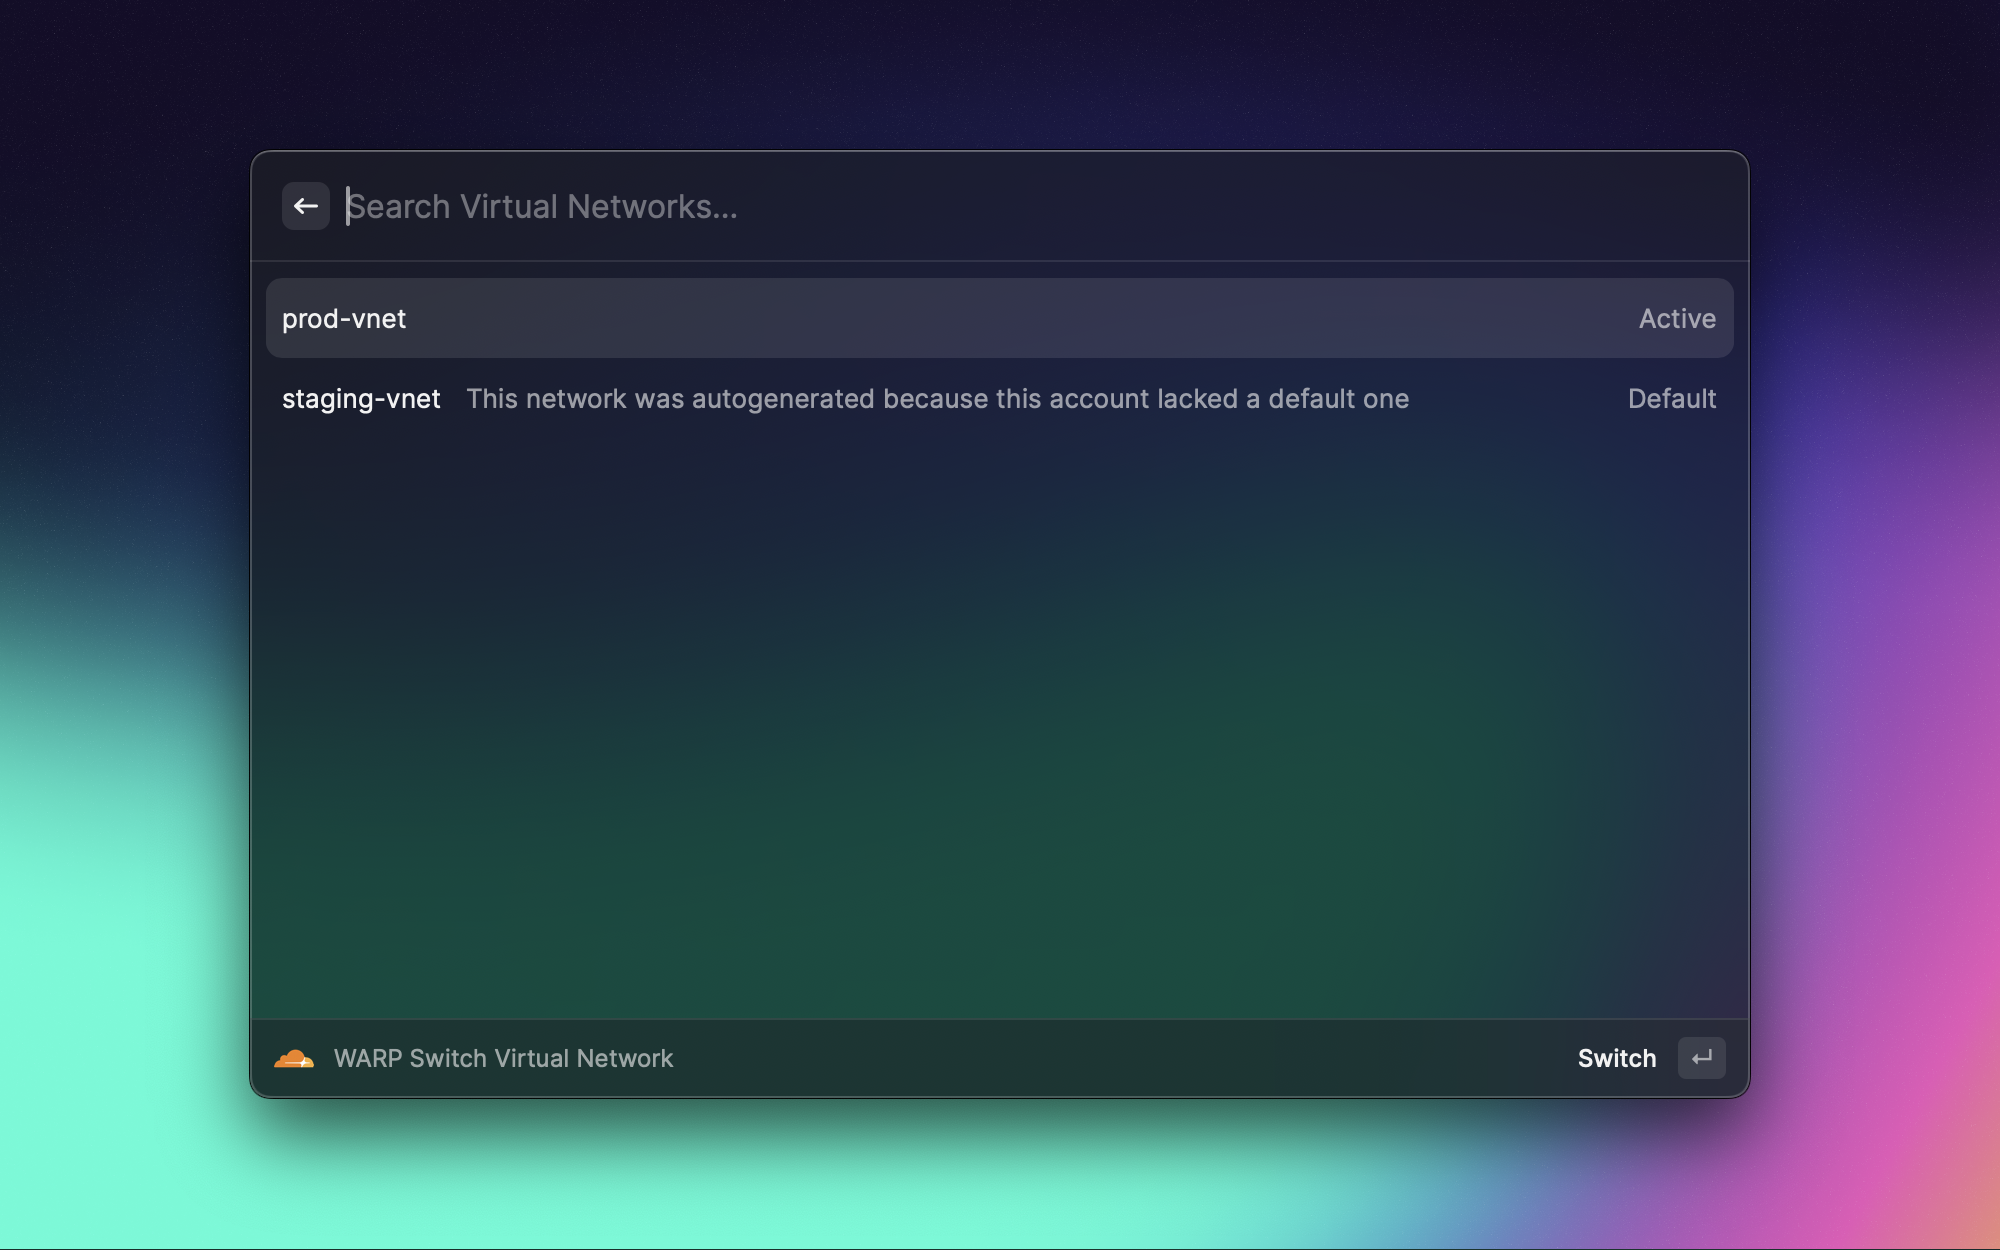 Search Virtual Networks...
prod-vnet Active
staging-vnet This network was autogenerated because this account lacked a default one Default
WARP Switch Virtual Network Switch